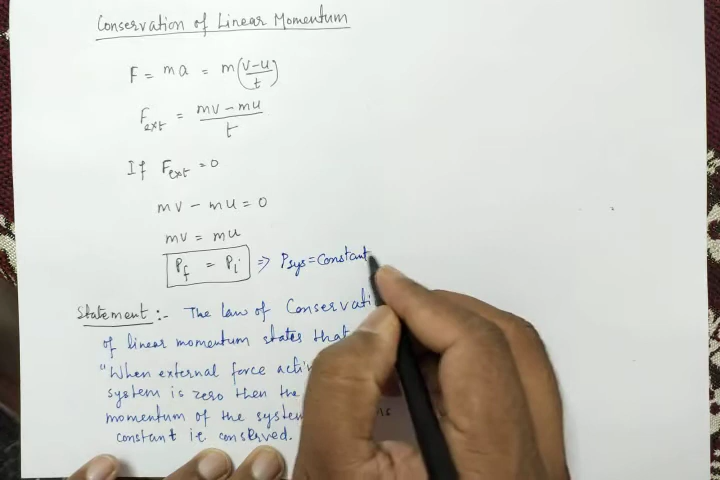 Conservation of Linear Momentum
F = ma = m(v-u/t)
Fext = mv - mu / t
If Fext = 0
mv - mu = 0
mv = mu
Pf = Pi => Psys = Constant
Statement :- The law of Conservati
of linear momentum states that
"When external force acti
system is zero then the
momentum of the system is
constant ie conserved.